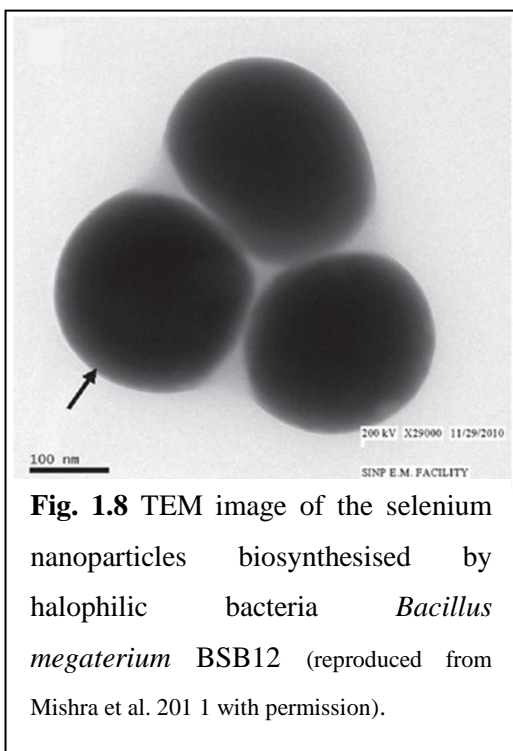 200 kV X29000 11/29/2010
100 nm
SINP E.M. FACILITY
Fig. 1.8 TEM image of the selenium
nanoparticles biosynthesised by
halophilic bacteria Bacillus
megaterium BSB12 (reproduced from
Mishra et al. 201 1 with permission).